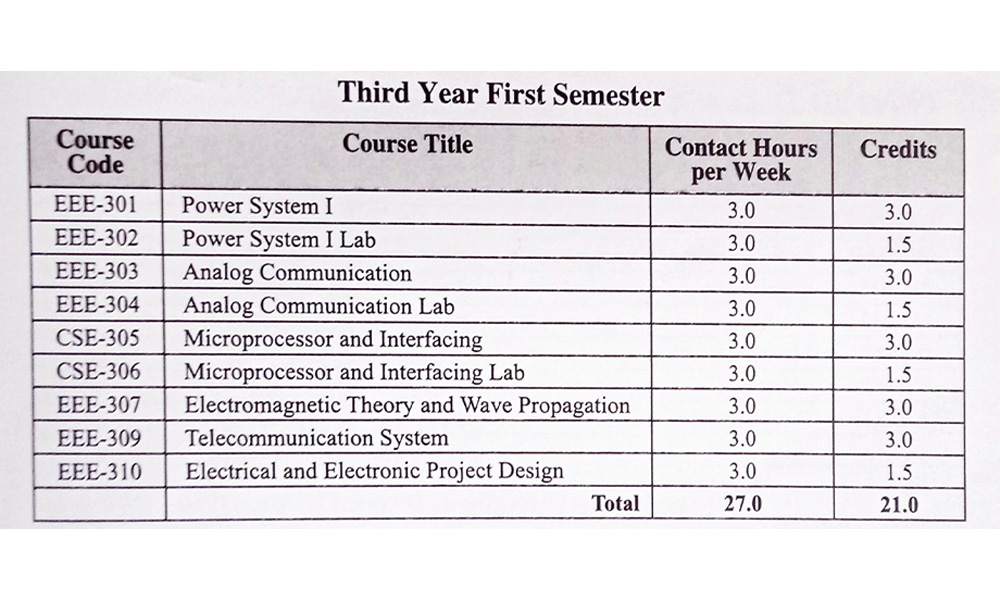 Third Year First Semester
Course Code Course Title Contact Hours per Week Credits
EEE-301 Power System I 3.0 3.0
EEE-302 Power System I Lab 3.0 1.5
EEE-303 Analog Communication 3.0 3.0
EEE-304 Analog Communication Lab 3.0 1.5
CSE-305 Microprocessor and Interfacing 3.0 3.0
CSE-306 Microprocessor and Interfacing Lab 3.0 1.5
EEE-307 Electromagnetic Theory and Wave Propagation 3.0 3.0
EEE-309 Telecommunication System 3.0 3.0
EEE-310 Electrical and Electronic Project Design 3.0 1.5
Total 27.0 21.0